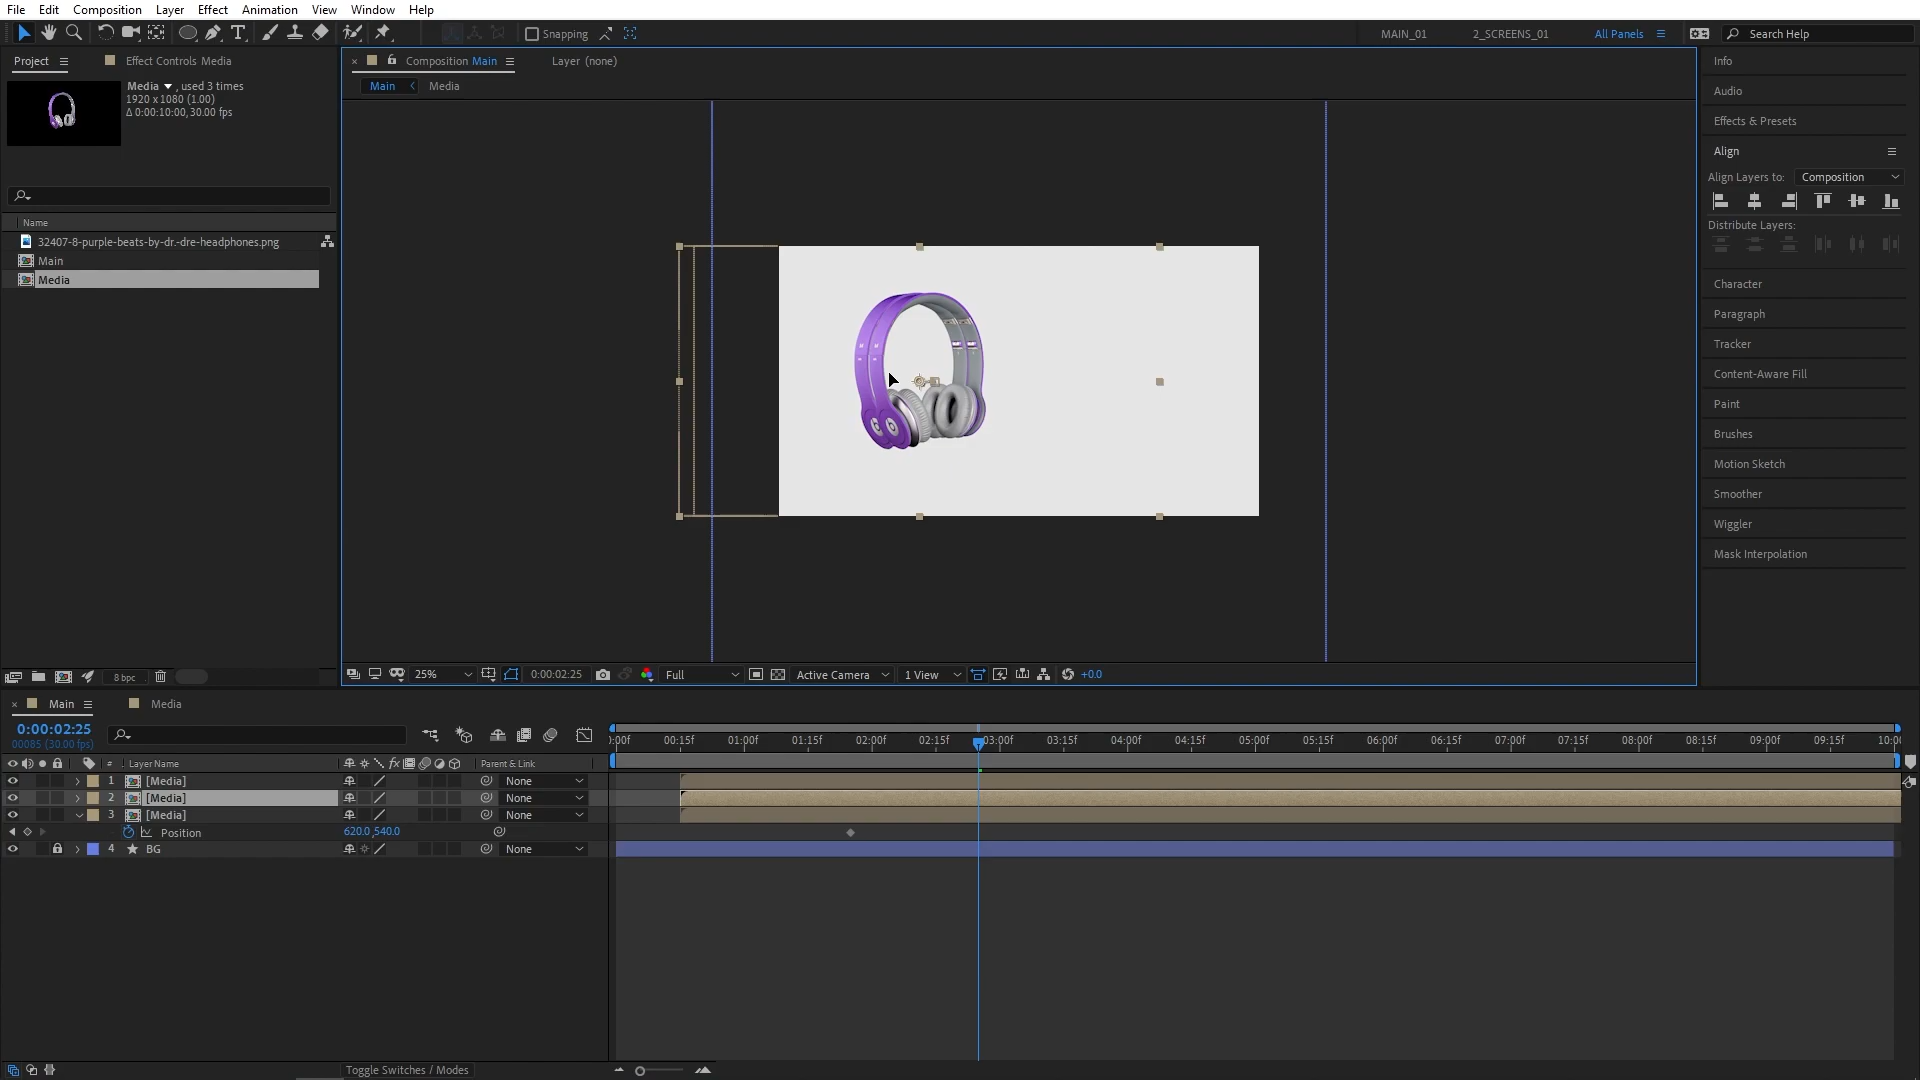 File Edit Composition Layer Effect Animation View Window Help
Snapping MAIN_01 2_SCREENS_01 All Panels Search Help
Project Effect Controls Media
Media , used 3 times
1920 x 1080 (1.00)
Δ 0:00:10:00, 30.00 fps
Name
32407-8-purple-beats-by-dr.-dre-headphones.png
Main
Media
8 bpc
Composition Main Layer (none)
Main Media
25% 0:00:02:25 Full Active Camera 1 View +0.0
Info
Audio
Effects & Presets
Align
Align Layers to: Composition
Distribute Layers:
Character
Paragraph
Tracker
Content-Aware Fill
Paint
Brushes
Motion Sketch
Smoother
Wiggler
Mask Interpolation
Main Media
0:00:02:25
00085 (30.00 fps)
00:15f 01:00f 01:15f 02:00f 02:15f 03:00f 03:15f 04:00f 04:15f 05:00f 05:15f 06:00f 06:15f 07:00f 07:15f 08:00f 08:15f 09:00f 09:15f
# Layer Name fx Parent & Link
1 [Media] None
2 [Media] None
3 [Media] None
Position 620.0,540.0
4 BG None
Toggle Switches / Modes